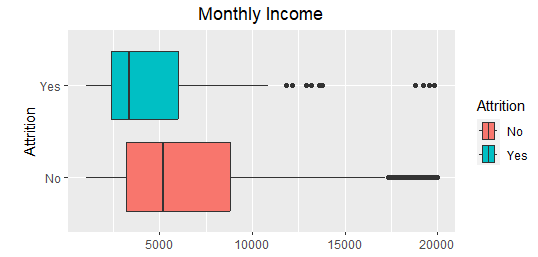 Monthly Income
Attrition
Yes
No
5000
10000
15000
20000
Attrition
No
Yes